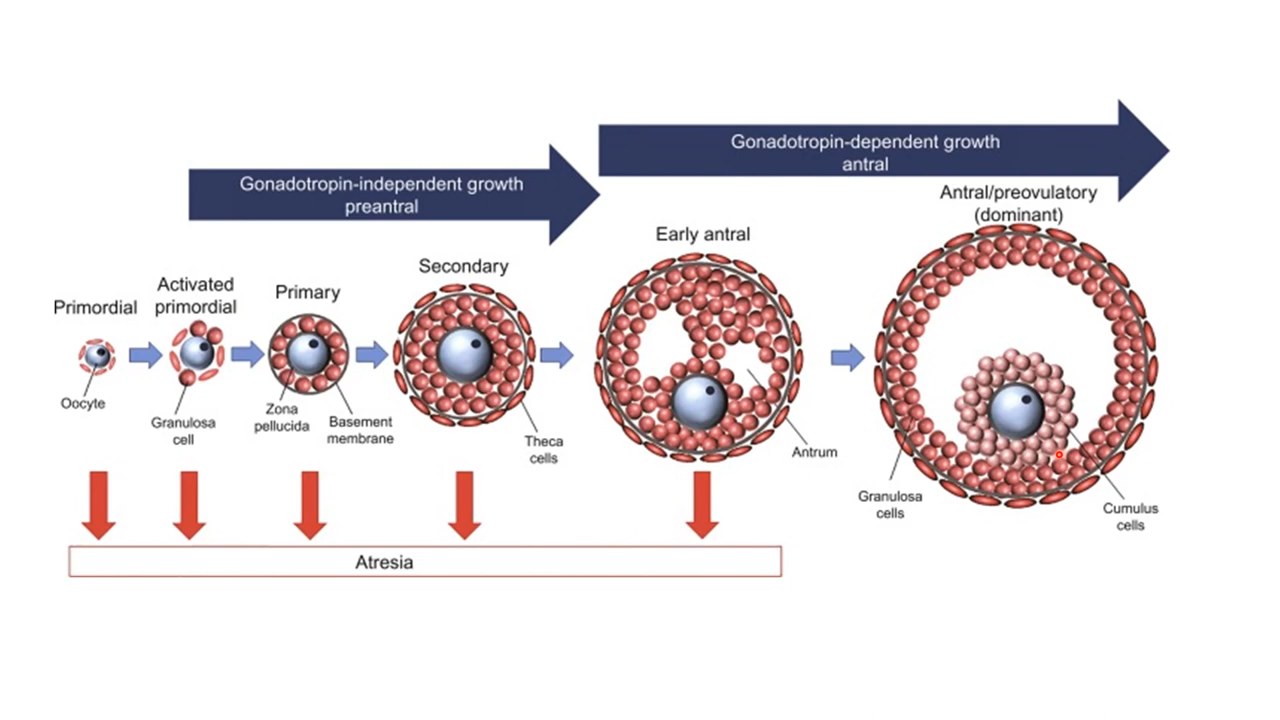 Gonadotropin-dependent growth
antral
Gonadotropin-independent growth
preantral
Antral/preovulatory
(dominant)
Early antral
Secondary
Activated
primordial
Primary
Primordial
Oocyte
Granulosa
cell
Zona
pellucida
Basement
membrane
Theca
cells
Antrum
Granulosa
cells
Cumulus
cells
Atresia